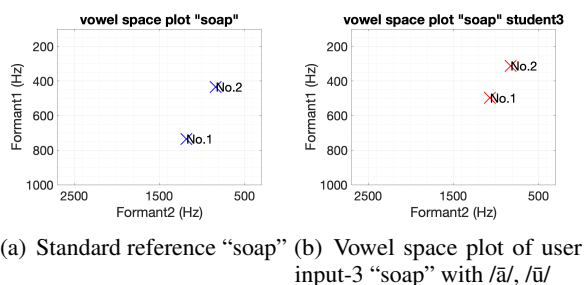 vowel space plot "soap"
200
400
600
800
1000
Formant1 (Hz)
No.2
No.1
2500
1500
500
Formant2 (Hz)
(a) Standard reference “soap”
vowel space plot "soap" student3
200
400
600
800
1000
Formant1 (Hz)
No.2
No.1
2500
1500
500
Formant2 (Hz)
(b) Vowel space plot of user
input-3 “soap” with /ā/, /ū/